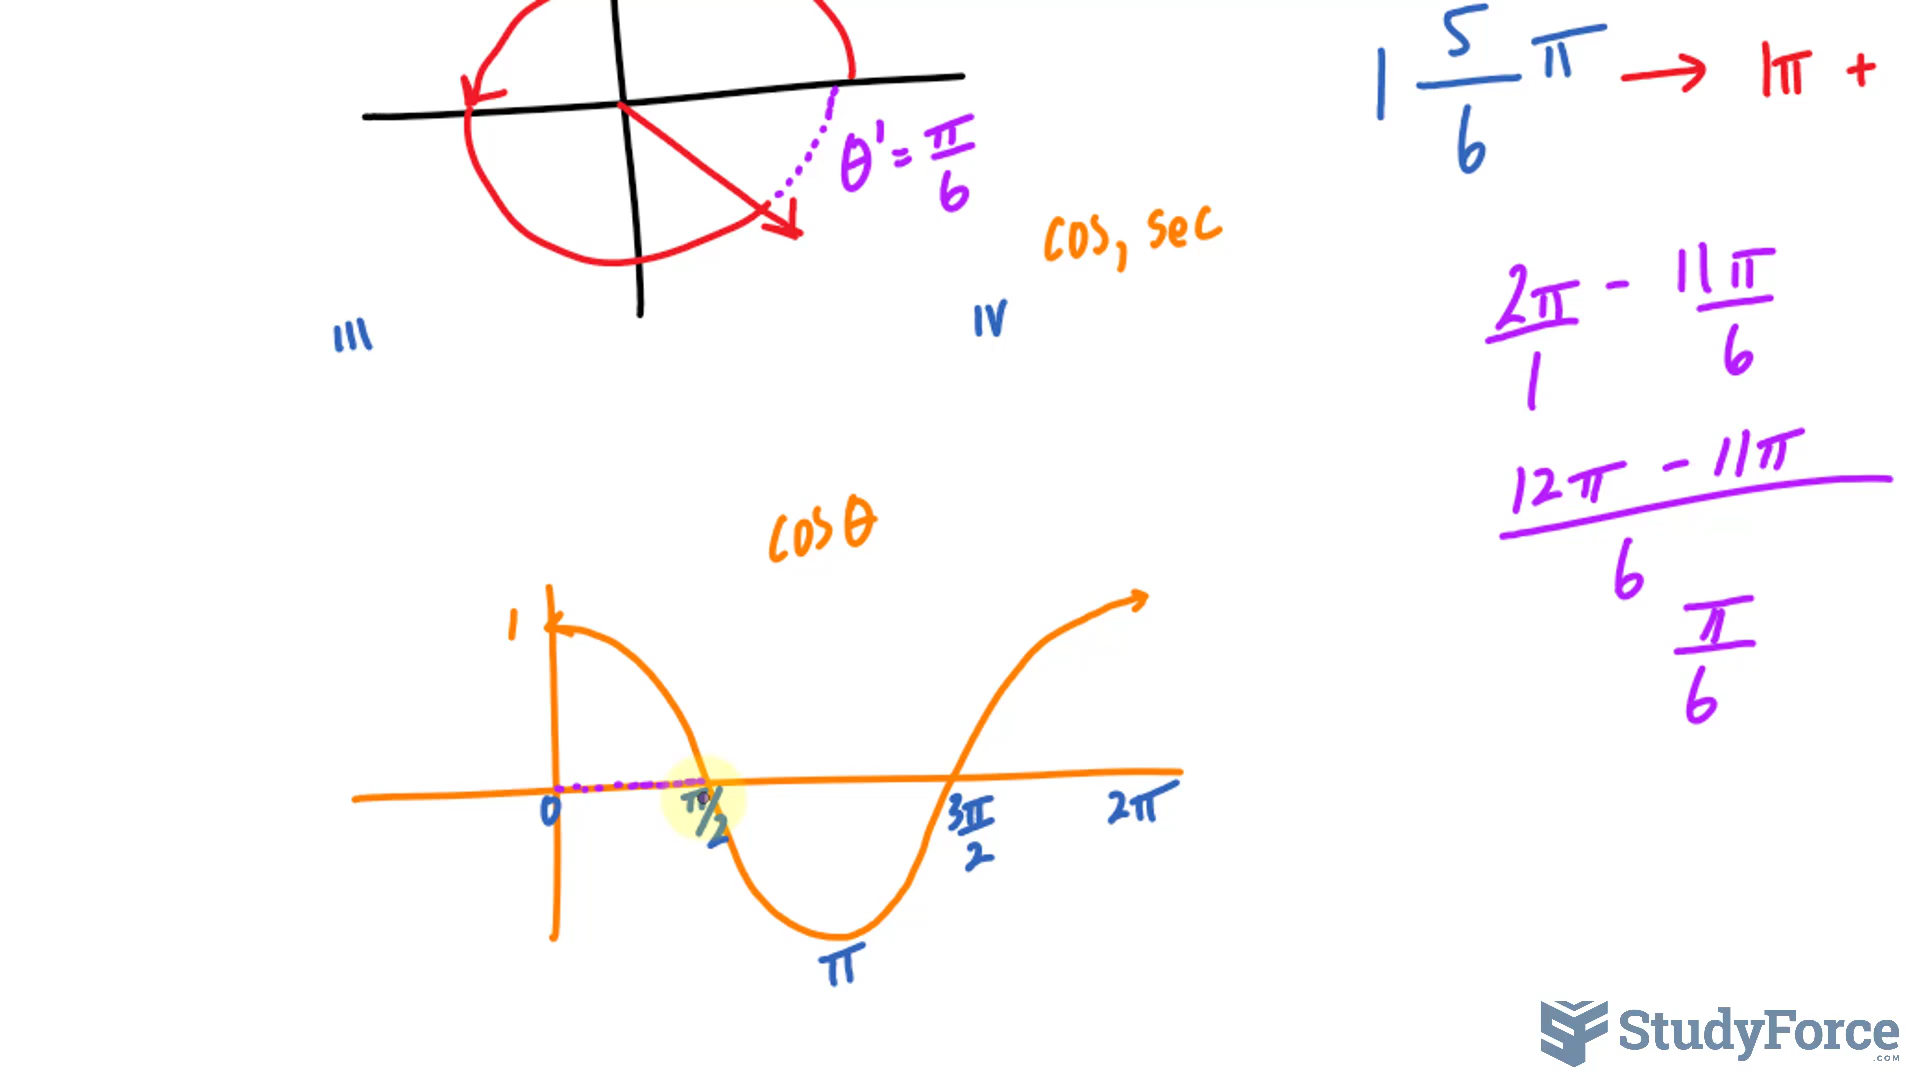 1 5/6 π → 1π +
θ' = π/6
cos, sec
III
IV
2π/1 - 11π/6
12π - 11π
6
π/6
cos θ
1
0
π/2
3π/2
2π
π
StudyForce
.COM